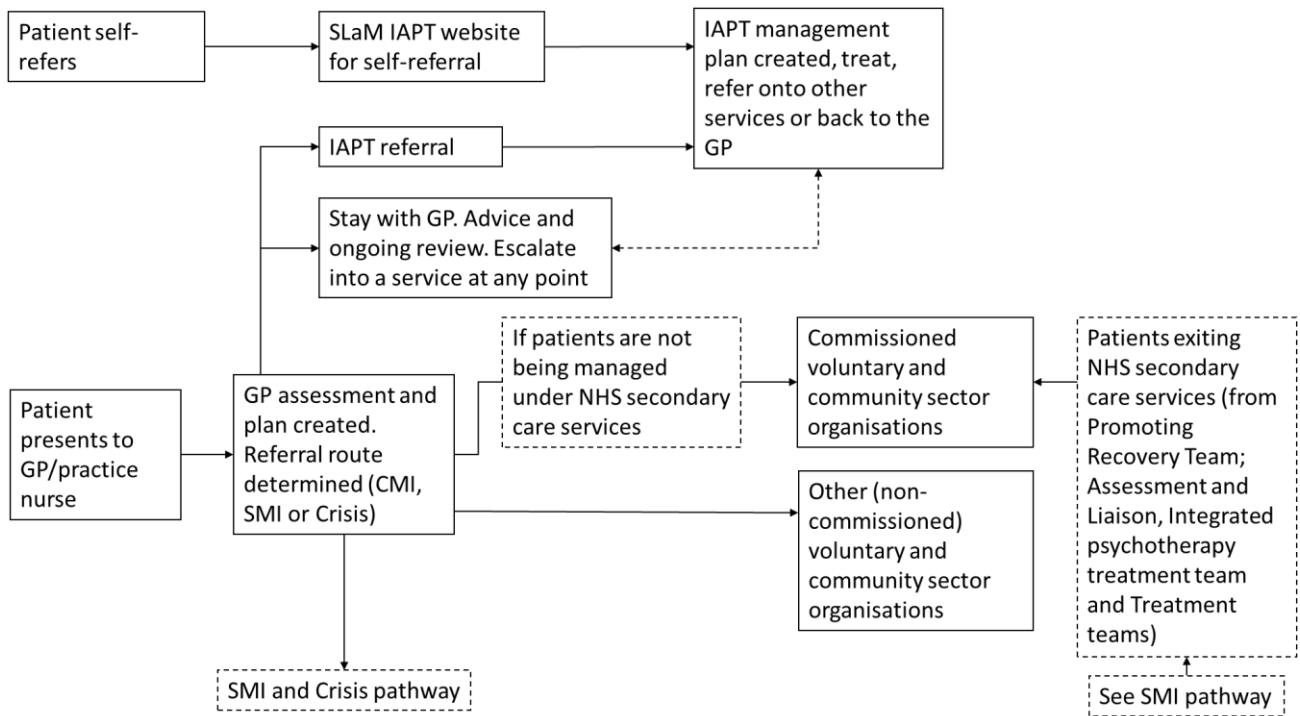 Patient self-
refers
SLaM IAPT website
for self-referral
IAPT management
plan created, treat,
refer onto other
services or back to the
GP
IAPT referral
Stay with GP. Advice and
ongoing review. Escalate
into a service at any point
If patients are not
being managed
under NHS secondary
care services
Commissioned
voluntary and
community sector
organisations
Patients exiting
NHS secondary
care services (from
Promoting
Recovery Team;
Assessment and
Liaison, Integrated
psychotherapy
treatment team
and Treatment
teams)
Patient
presents to
GP/practice
nurse
GP assessment and
plan created.
Referral route
determined (CMI,
SMI or Crisis)
Other (non-
commissioned)
voluntary and
community sector
organisations
SMI and Crisis pathway
See SMI pathway